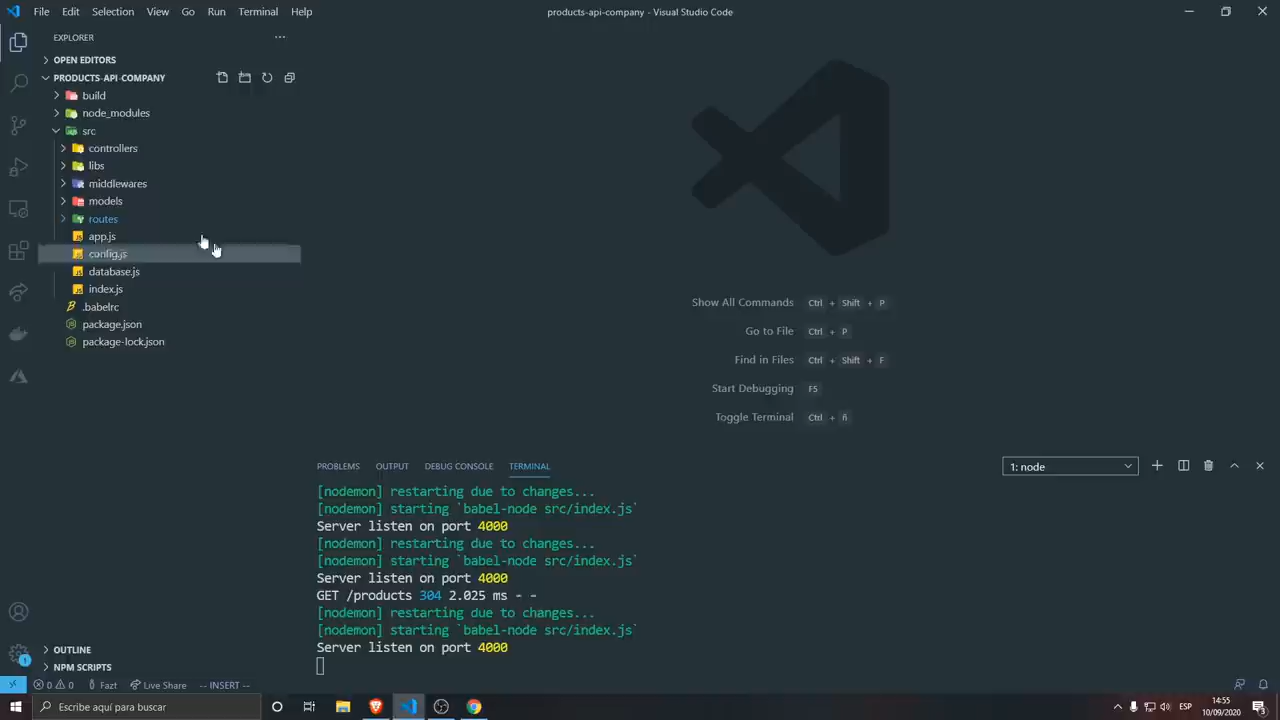 File Edit Selection View Go Run Terminal Help
products-api-company - Visual Studio Code
EXPLORER
OPEN EDITORS
PRODUCTS-API-COMPANY
build
node_modules
src
controllers
libs
middlewares
models
routes
app.js
config.js
database.js
index.js
.babelrc
package.json
package-lock.json
Show All Commands Ctrl + Shift + P
Go to File Ctrl + P
Find in Files Ctrl + Shift + F
Start Debugging F5
Toggle Terminal Ctrl + ñ
PROBLEMS OUTPUT DEBUG CONSOLE TERMINAL
1: node
[nodemon] restarting due to changes...
[nodemon] starting `babel-node src/index.js`
Server listen on port 4000
[nodemon] restarting due to changes...
[nodemon] starting `babel-node src/index.js`
Server listen on port 4000
GET /products 304 2.025 ms - -
[nodemon] restarting due to changes...
[nodemon] starting `babel-node src/index.js`
Server listen on port 4000
OUTLINE
NPM SCRIPTS
1
0 0 Fazt Live Share -- INSERT --
Escribe aquí para buscar
ESP
14:55
10/09/2020
3